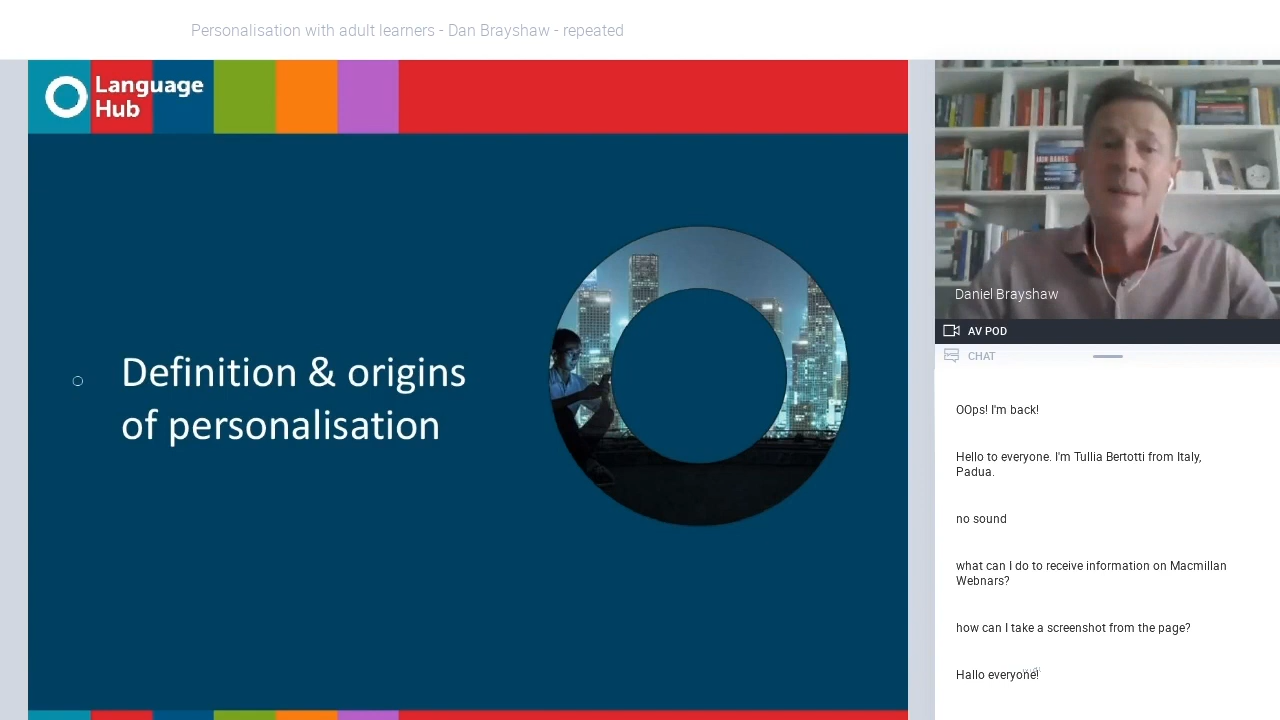 Personalisation with adult learners - Dan Brayshaw - repeated
Language
Hub
Definition & origins
of personalisation
IAIN BANKS
Daniel Brayshaw
AV POD
CHAT
OOps! I'm back!
Hello to everyone. I'm Tullia Bertotti from Italy,
Padua.
no sound
what can I do to receive information on Macmillan
Webnars?
how can I take a screenshot from the page?
Hallo everyone!